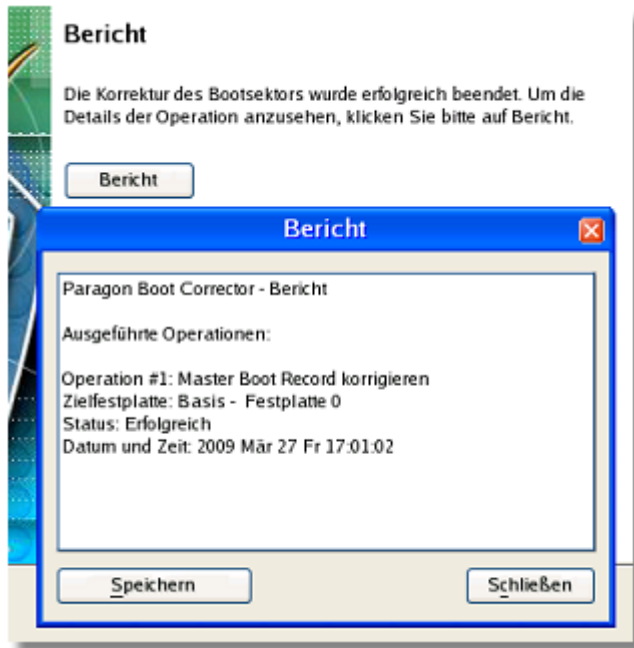 Bericht
Die Korrektur des Bootsektors wurde erfolgreich beendet. Um die
Details der Operation anzusehen, klicken Sie bitte auf Bericht.
Bericht
Bericht
Paragon Boot Corrector - Bericht
Ausgeführte Operationen:
Operation #1: Master Boot Record korrigieren
Zielfestplatte: Basis - Festplatte 0
Status: Erfolgreich
Datum und Zeit: 2009 Mär 27 Fr 17:01:02
Speichern
Schließen